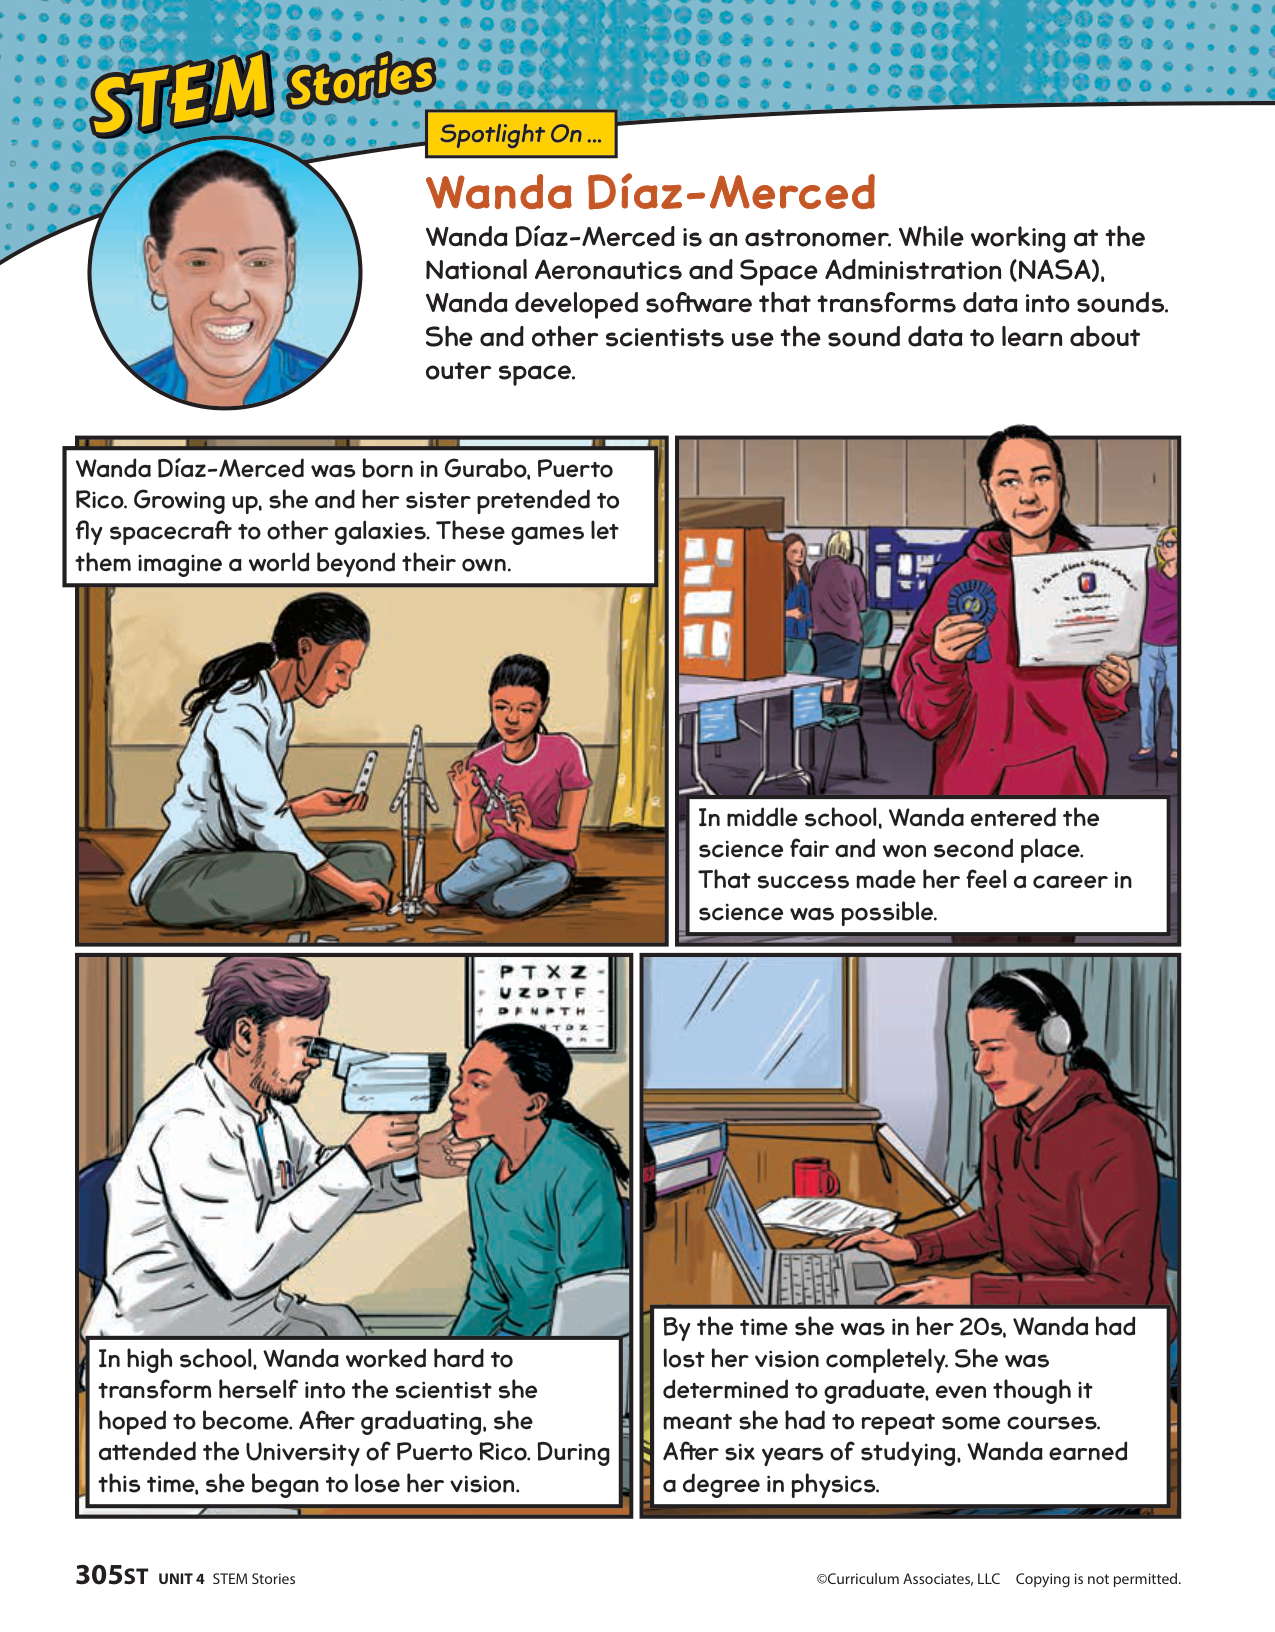 STEM Stories
Spotlight On ...
Wanda Díaz-Merced
Wanda Díaz-Merced is an astronomer. While working at the
National Aeronautics and Space Administration (NASA),
Wanda developed software that transforms data into sounds.
She and other scientists use the sound data to learn about
outer space.
Wanda Díaz-Merced was born in Gurabo, Puerto
Rico. Growing up, she and her sister pretended to
fly spacecraft to other galaxies. These games let
them imagine a world beyond their own.
In middle school, Wanda entered the
science fair and won second place.
That success made her feel a career in
science was possible.
PTXZ
UZDTF
DFNPTH
In high school, Wanda worked hard to
transform herself into the scientist she
hoped to become. After graduating, she
attended the University of Puerto Rico. During
this time, she began to lose her vision.
By the time she was in her 20s, Wanda had
lost her vision completely. She was
determined to graduate, even though it
meant she had to repeat some courses.
After six years of studying, Wanda earned
a degree in physics.
305ST UNIT 4 STEM Stories
©Curriculum Associates, LLC Copying is not permitted.